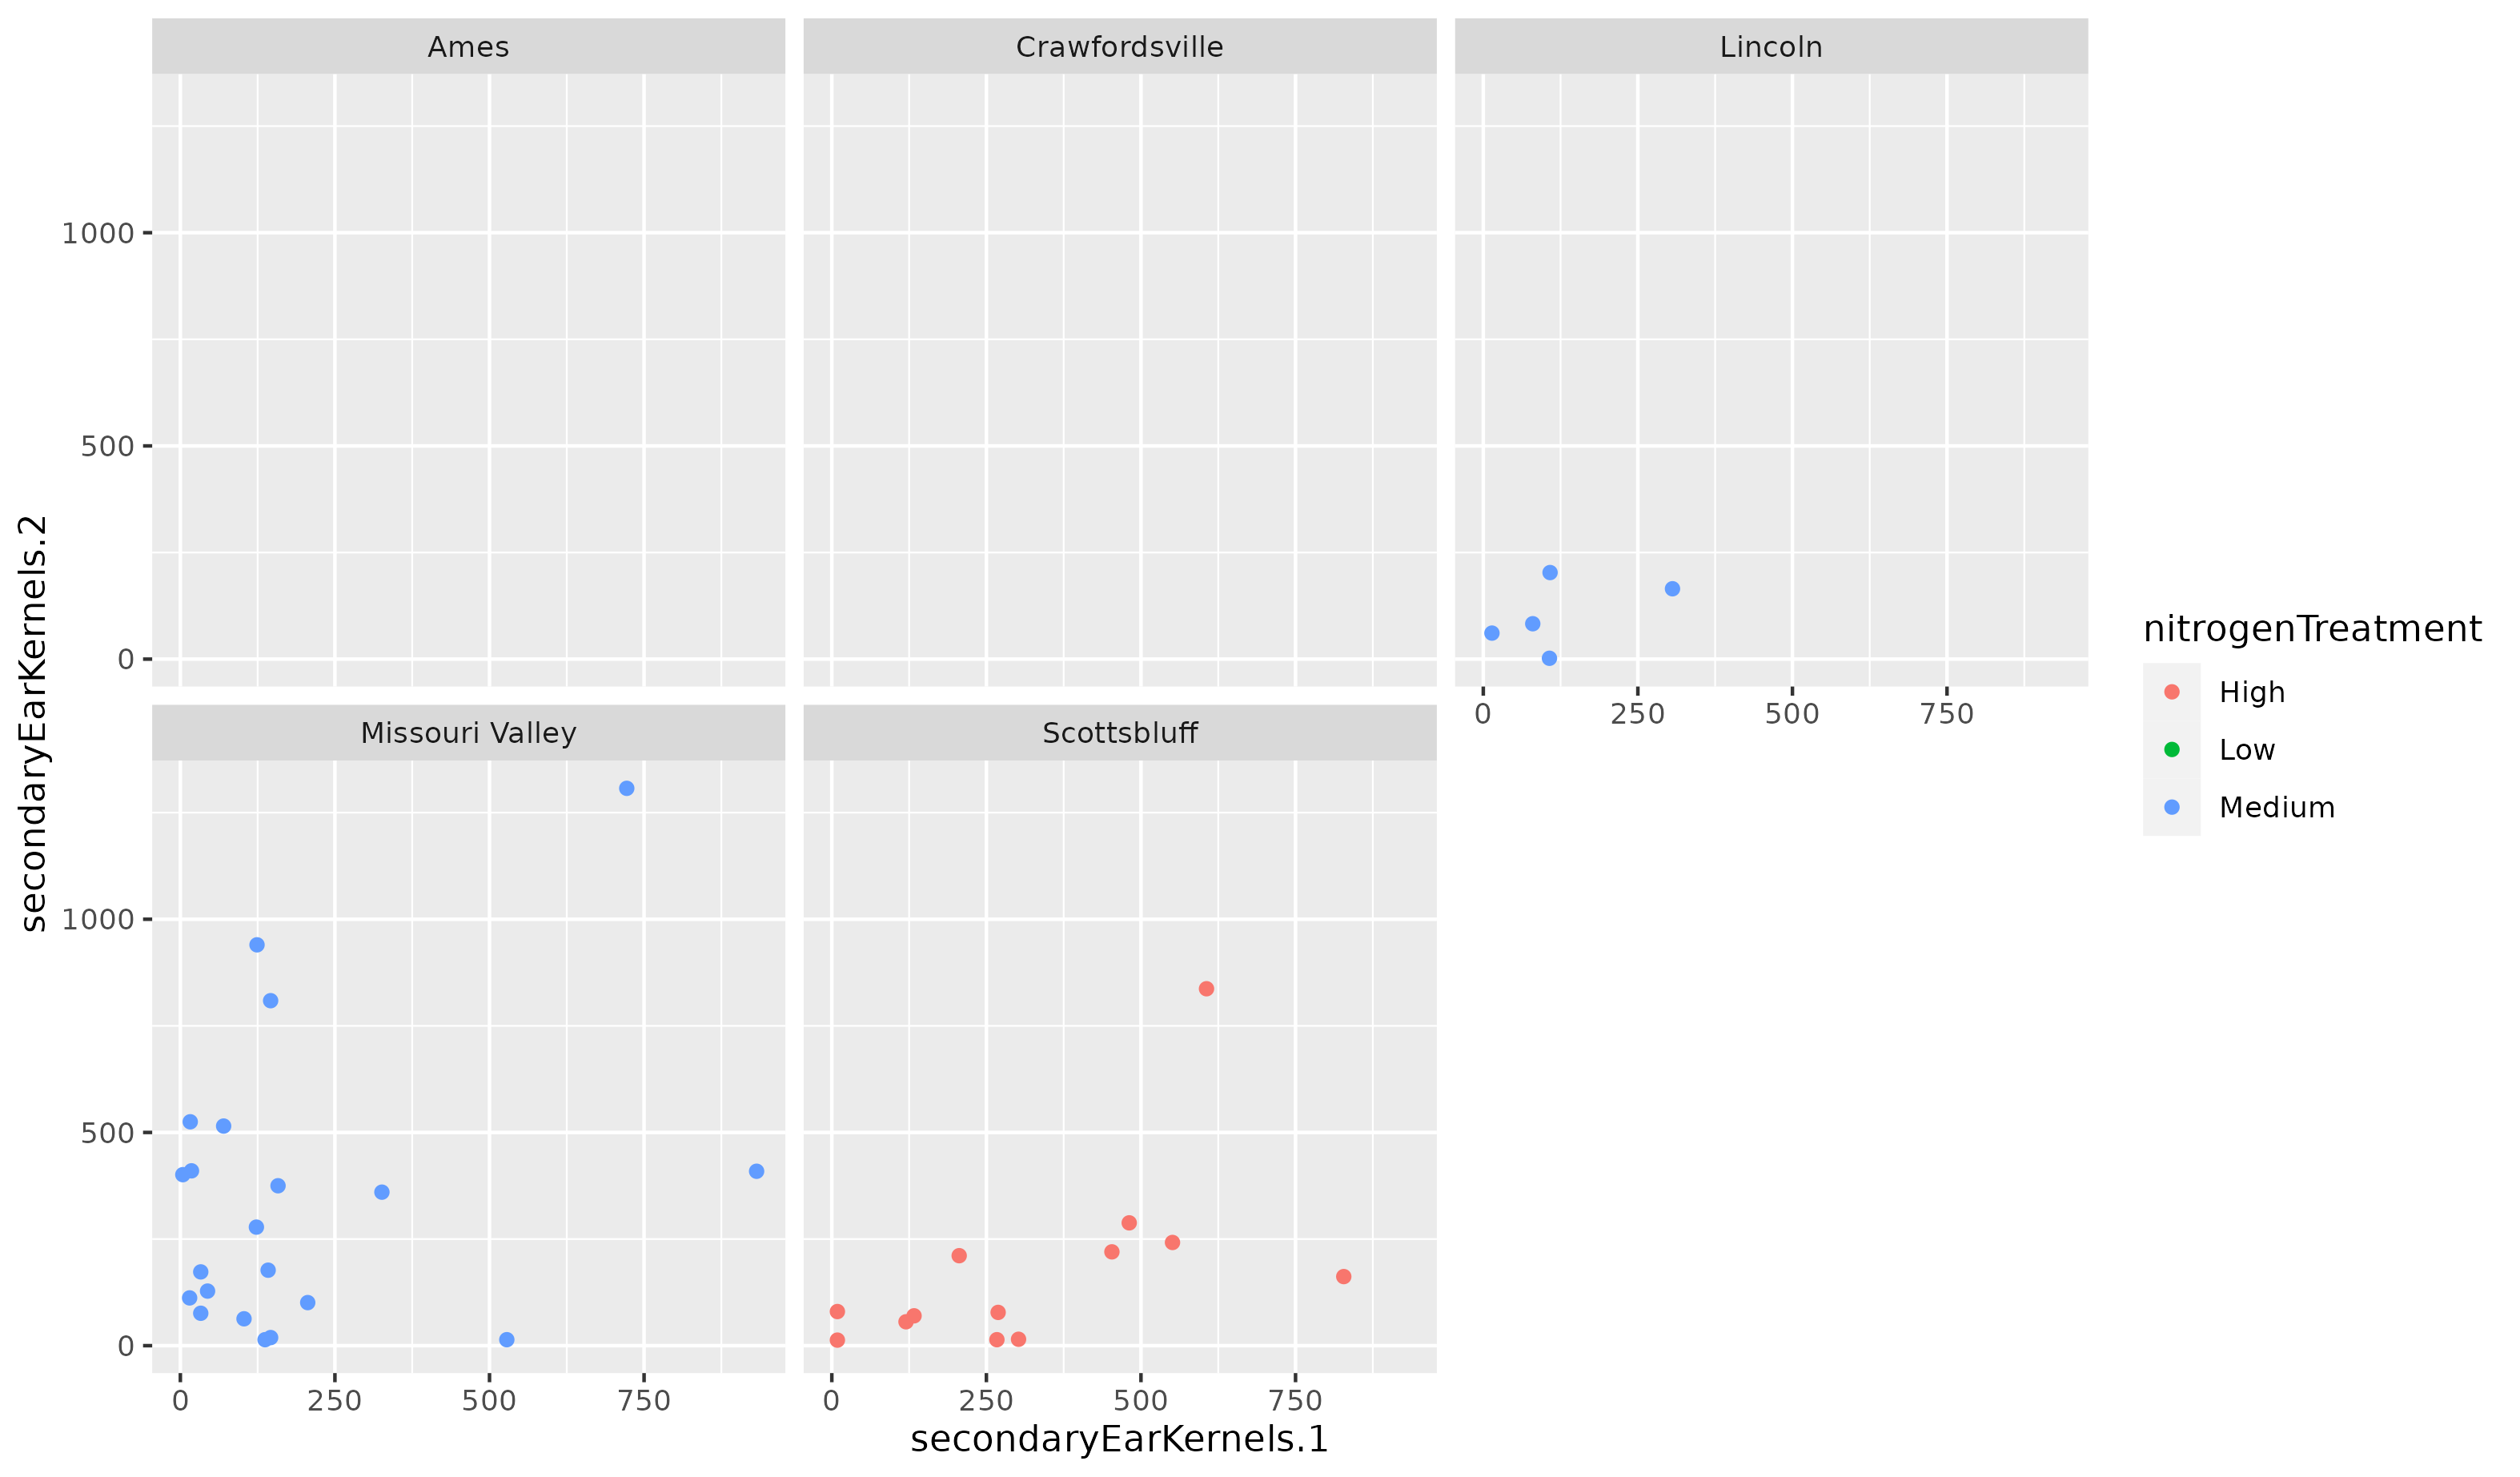 Ames
Crawfordsville
Lincoln
1000
500
0
0 250 500 750
Missouri Valley
Scottsbluff
1000
500
0
0 250 500 750
0 250 500 750
secondaryEarKernels.1
secondaryEarKernels.2
nitrogenTreatment
High
Low
Medium